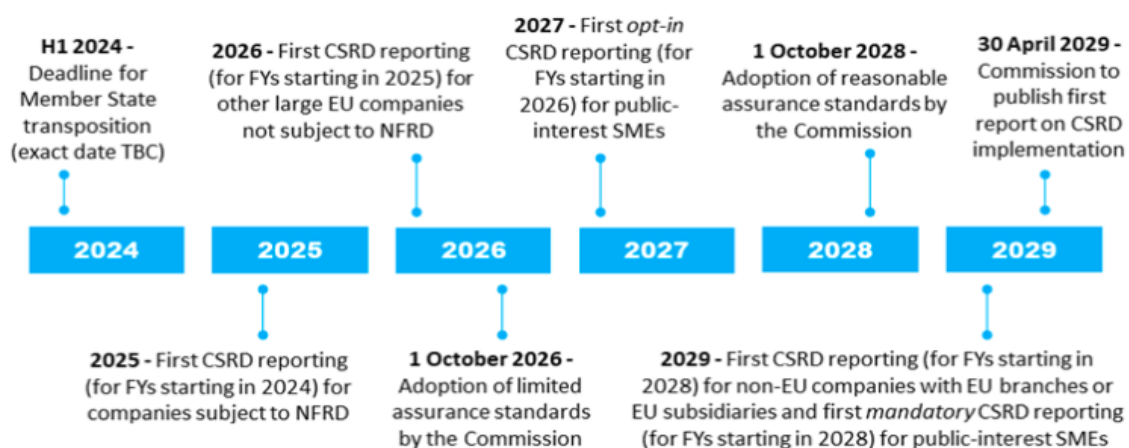 H1 2024 -
Deadline for
Member State
transposition
(exact date TBC)
2026 - First CSRD reporting
(for FYs starting in 2025) for
other large EU companies
not subject to NFRD
2027 - First opt-in
CSRD reporting (for
FYs starting in
2026) for public-
interest SMEs
1 October 2028 -
Adoption of reasonable
assurance standards by
the Commission
30 April 2029 -
Commission to
publish first
report on CSRD
implementation
2024
2025
2026
2027
2028
2029
2025 - First CSRD reporting
(for FYs starting in 2024) for
companies subject to NFRD
1 October 2026 -
Adoption of limited
assurance standards
by the Commission
2029 - First CSRD reporting (for FYs starting in
2028) for non-EU companies with EU branches or
EU subsidiaries and first mandatory CSRD reporting
(for FYs starting in 2028) for public-interest SMEs